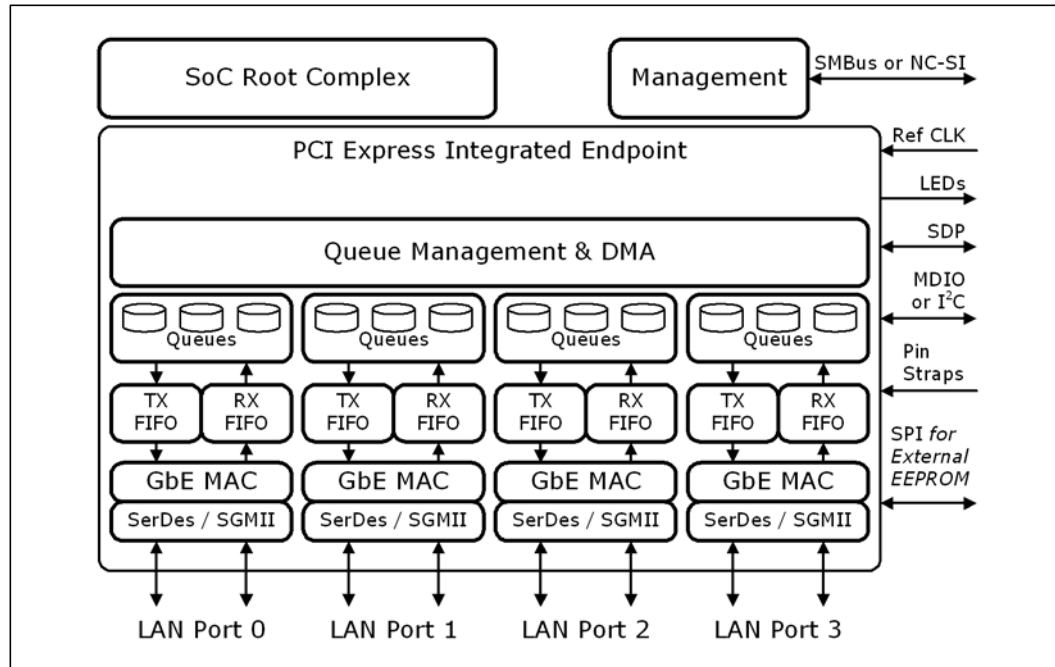 SoC Root Complex
Management
SMBus or NC-SI
PCI Express Integrated Endpoint
Ref CLK
LEDs
Queue Management & DMA
SDP
MDIO
or I²C
Queues
Queues
Queues
Queues
Pin
Straps
TX
FIFO
RX
FIFO
TX
FIFO
RX
FIFO
TX
FIFO
RX
FIFO
TX
FIFO
RX
FIFO
SPI for
External
EEPROM
GbE MAC
GbE MAC
GbE MAC
GbE MAC
SerDes / SGMII
SerDes / SGMII
SerDes / SGMII
SerDes / SGMII
LAN Port 0
LAN Port 1
LAN Port 2
LAN Port 3